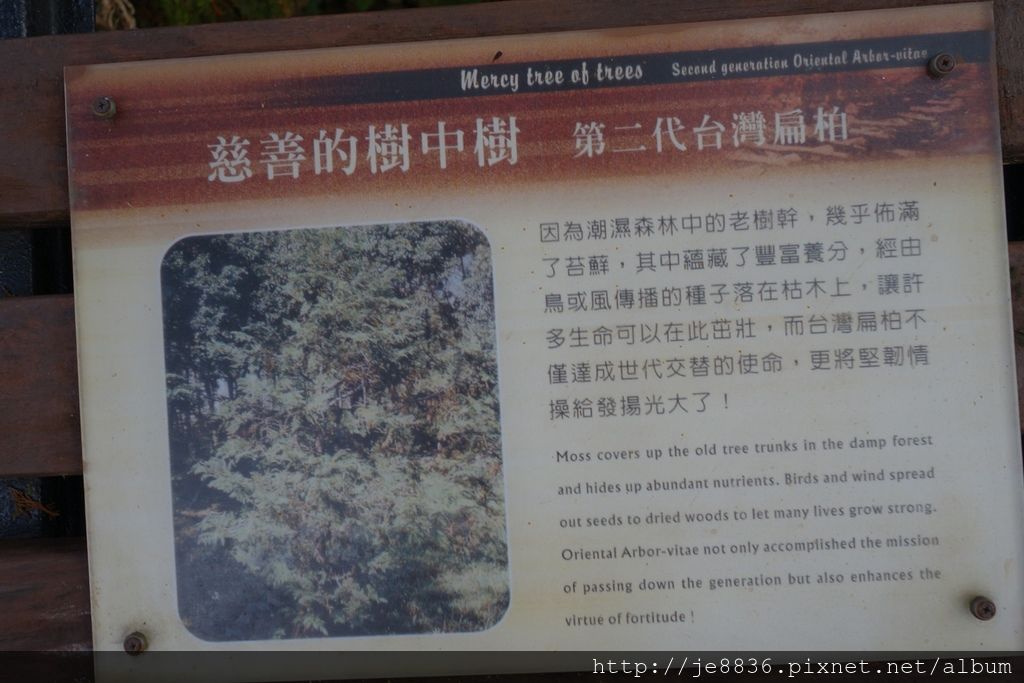 Mercy tree of trees Second generation Oriental Arbor-vitae
慈善的樹中樹 第二代台灣扁柏
因為潮濕森林中的老樹幹，幾乎佈滿
了苔蘚，其中蘊藏了豐富養分，經由
鳥或風傳播的種子落在枯木上，讓許
多生命可以在此茁壯，而台灣扁柏不
僅達成世代交替的使命，更將堅韌情
操給發揚光大了！
Moss covers up the old tree trunks in the damp forest
and hides up abundant nutrients. Birds and wind spread
out seeds to dried woods to let many lives grow strong.
Oriental Arbor-vitae not only accomplished the mission
of passing down the generation but also enhances the
virtue of fortitude !
http://je8836.pixnet.net/album